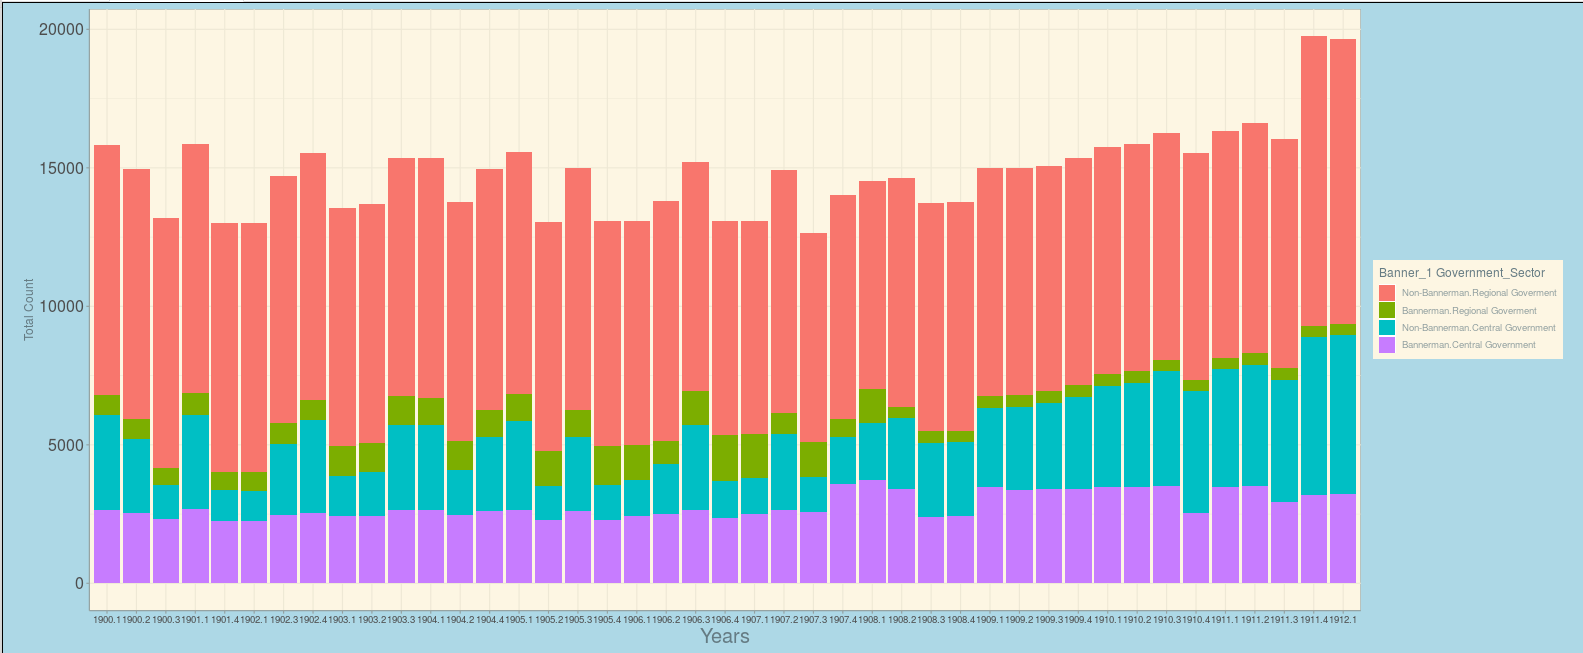 20000
15000
10000
5000
0
Total Count
1900.1 1900.2 1900.3 1901.1 1901.4 1902.1 1902.3 1902.4 1903.1 1903.2 1903.3 1904.1 1904.2 1904.4 1905.1 1905.2 1905.3 1905.4 1906.1 1906.2 1906.3 1906.4 1907.1 1907.2 1907.3 1907.4 1908.1 1908.2 1908.3 1908.4 1909.1 1909.2 1909.3 1909.4 1910.1 1910.2 1910.3 1910.4 1911.1 1911.2 1911.3 1911.4 1912.1
Years
Banner_1 Government_Sector
Non-Bannerman.Regional Goverment
Bannerman.Regional Goverment
Non-Bannerman.Central Government
Bannerman.Central Government